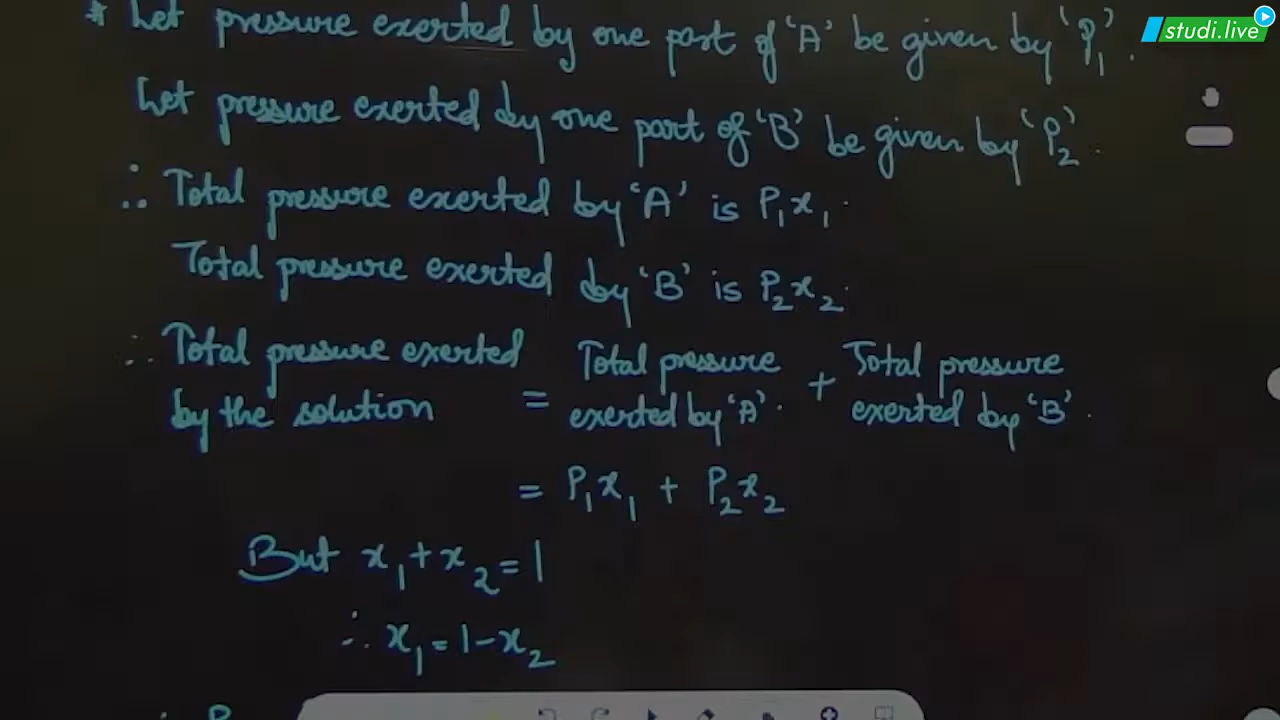 studi.live
* Let pressure exerted by one part of 'A' be given by 'P₁'.
Let pressure exerted by one part of 'B' be given by 'P₂'.
∴ Total pressure exerted by 'A' is P₁x₁.
Total pressure exerted by 'B' is P₂x₂.
∴ Total pressure exerted by the solution = Total pressure exerted by 'A'. + Total pressure exerted by 'B'.
= P₁x₁ + P₂x₂
But x₁+x₂=1
∴ x₁=1-x₂